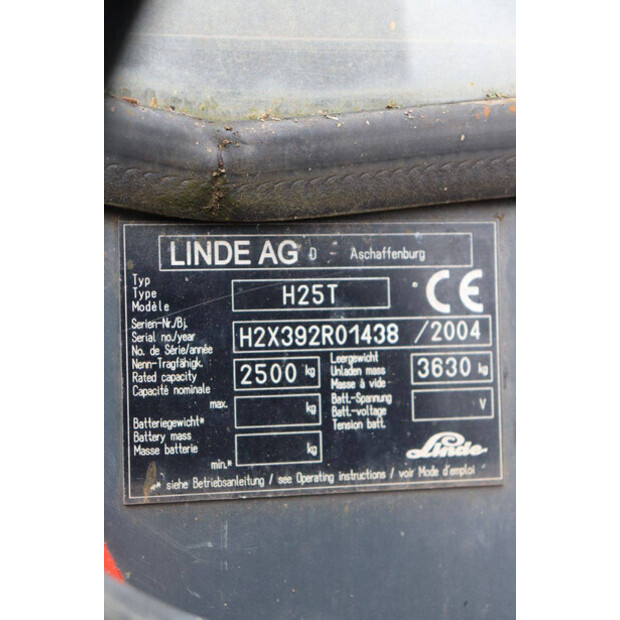 LINDE AG D - Aschaffenburg
Typ
Type
Modèle
H25T
CE
Serien-Nr./Bj.
Serial no./year
No. de Série/année
H2X392R01438 /2004
Nenn-Tragfähigk.
Rated capacity
Capacité nominale
2500 kg
Leergewicht
Unladen mass
Masse à vide
3630 kg
max. kg
Batteriegewicht*
Battery mass
Masse batterie
min.* kg
Batt.-Spannung
Batt.-voltage
Tension batt.
V
Linde
* siehe Betriebsanleitung / see Operating instructions / voir Mode d'emploi